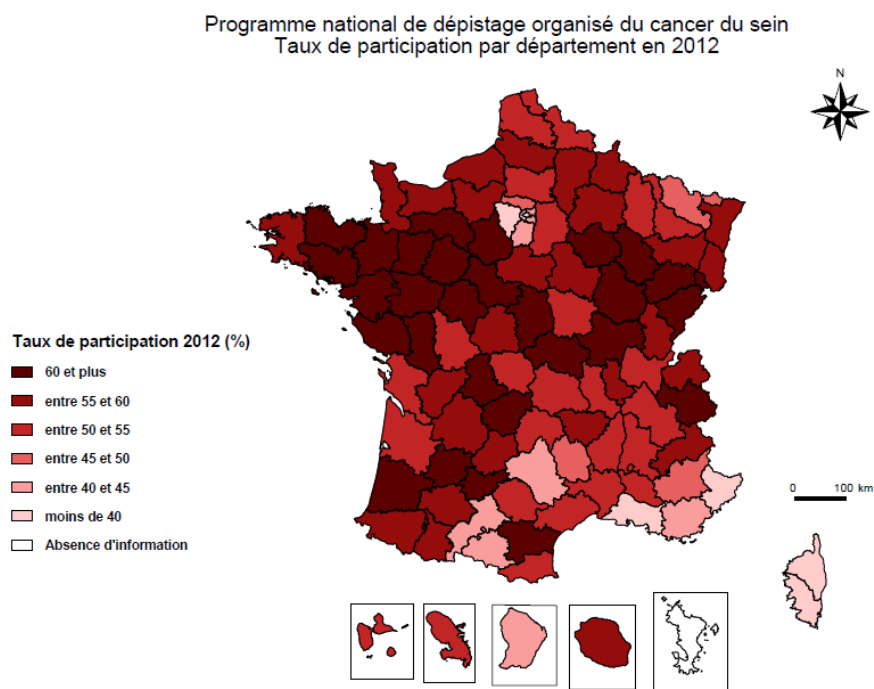 Programme national de dépistage organisé du cancer du sein
Taux de participation par département en 2012
N
Taux de participation 2012 (%)
60 et plus
entre 55 et 60
entre 50 et 55
entre 45 et 50
entre 40 et 45
moins de 40
Absence d'information
0 100 km